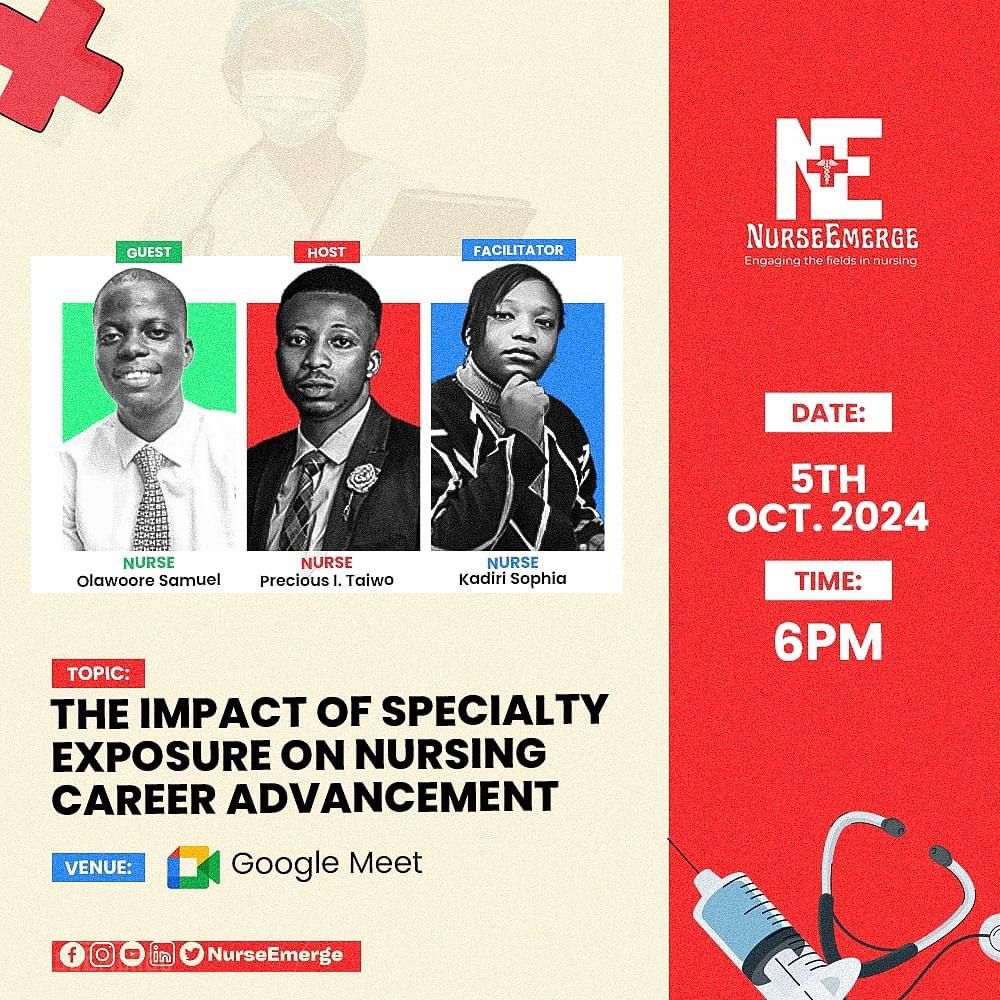 NE
NURSEEMERGE
Engaging the fields in nursing
GUEST
HOST
FACILITATOR
NURSE
Olawoore Samuel
NURSE
Precious I. Taiwo
NURSE
Kadiri Sophia
DATE:
5TH
OCT. 2024
TIME:
6PM
TOPIC:
THE IMPACT OF SPECIALTY
EXPOSURE ON NURSING
CAREER ADVANCEMENT
VENUE:
Google Meet
NurseEmerge